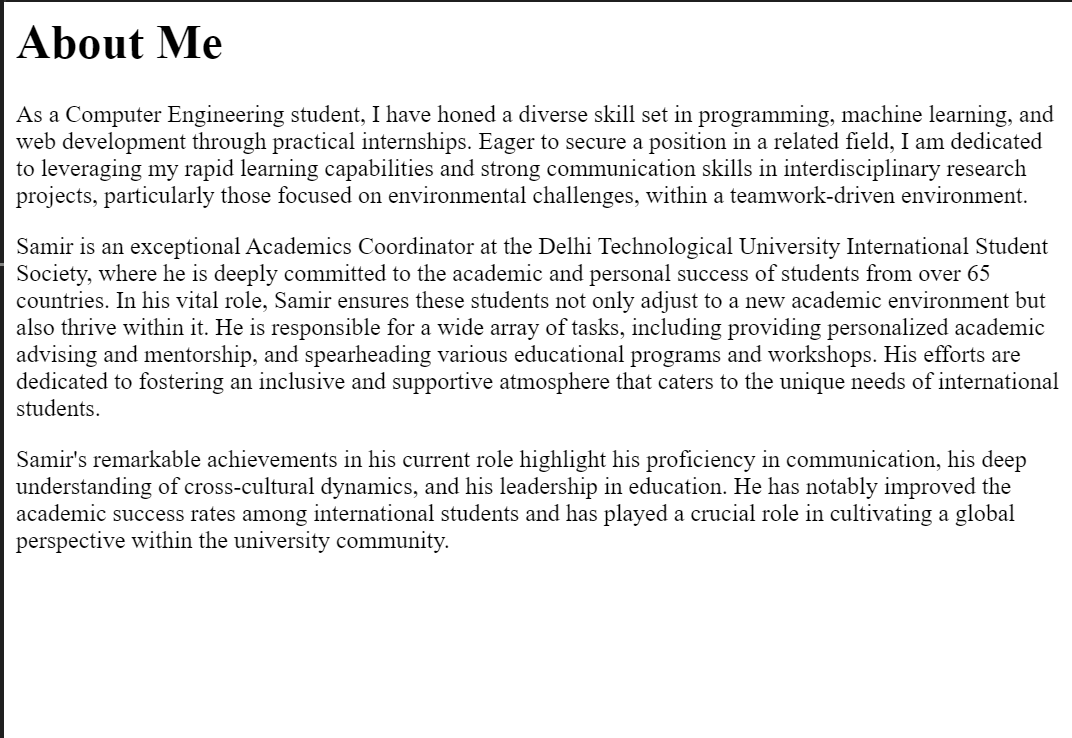 About Me
As a Computer Engineering student, I have honed a diverse skill set in programming, machine learning, and
web development through practical internships. Eager to secure a position in a related field, I am dedicated
to leveraging my rapid learning capabilities and strong communication skills in interdisciplinary research
projects, particularly those focused on environmental challenges, within a teamwork-driven environment.
Samir is an exceptional Academics Coordinator at the Delhi Technological University International Student
Society, where he is deeply committed to the academic and personal success of students from over 65
countries. In his vital role, Samir ensures these students not only adjust to a new academic environment but
also thrive within it. He is responsible for a wide array of tasks, including providing personalized academic
advising and mentorship, and spearheading various educational programs and workshops. His efforts are
dedicated to fostering an inclusive and supportive atmosphere that caters to the unique needs of international
students.
Samir's remarkable achievements in his current role highlight his proficiency in communication, his deep
understanding of cross-cultural dynamics, and his leadership in education. He has notably improved the
academic success rates among international students and has played a crucial role in cultivating a global
perspective within the university community.